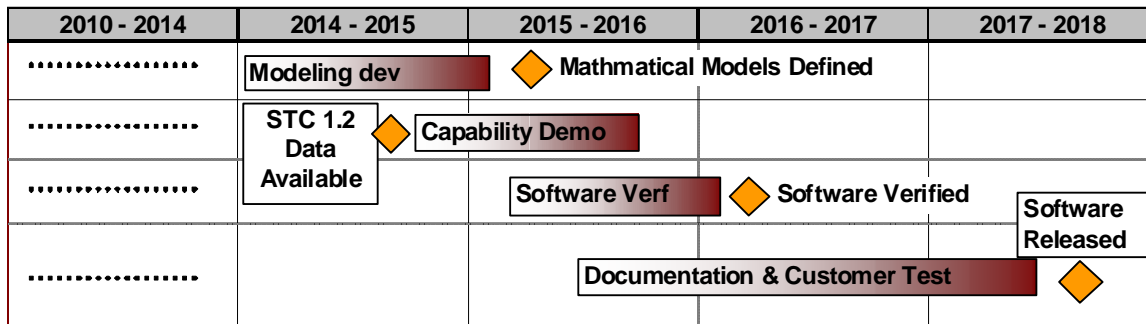 2010 - 2014
2014 - 2015
2015 - 2016
2016 - 2017
2017 - 2018
Modeling dev
Mathmatical Models Defined
STC 1.2
Data
Available
Capability Demo
Software Verf
Software Verified
Software
Released
Documentation & Customer Test